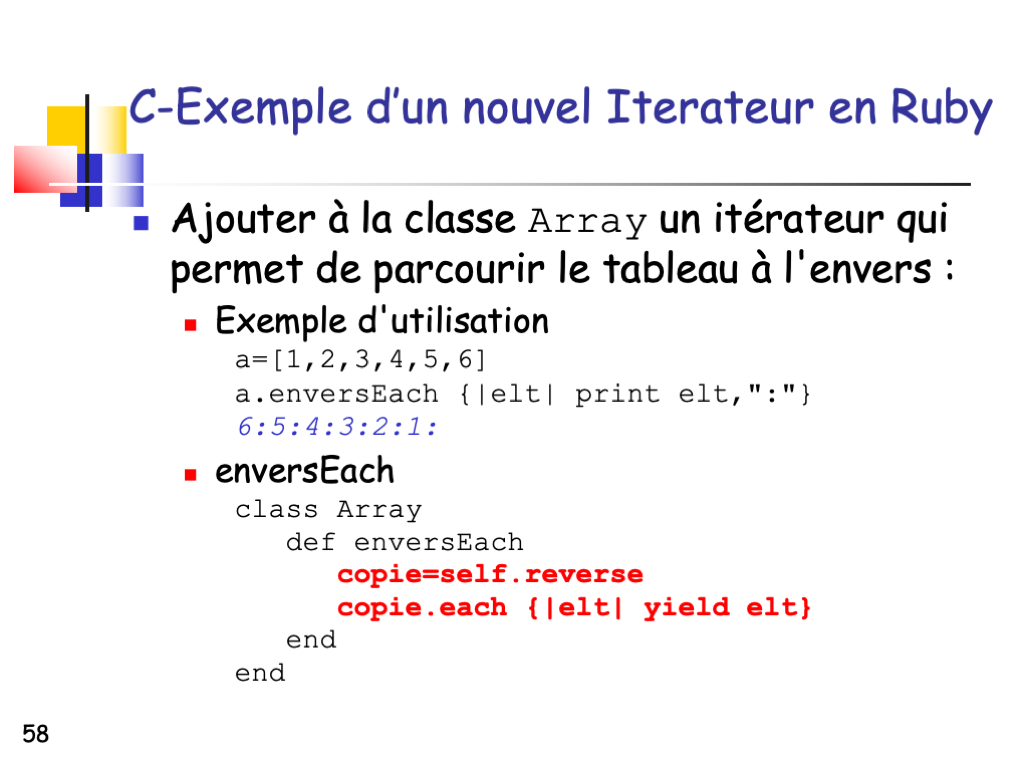 C-Exemple d’un nouvel Iterateur en Ruby
Ajouter à la classe Array un itérateur qui
permet de parcourir le tableau à l'envers :
Exemple d'utilisation
a=[1,2,3,4,5,6]
a.enversEach {|elt| print elt,":"}
6:5:4:3:2:1:
enversEach
class Array
def enversEach
copie=self.reverse
copie.each {|elt| yield elt}
end
end
58